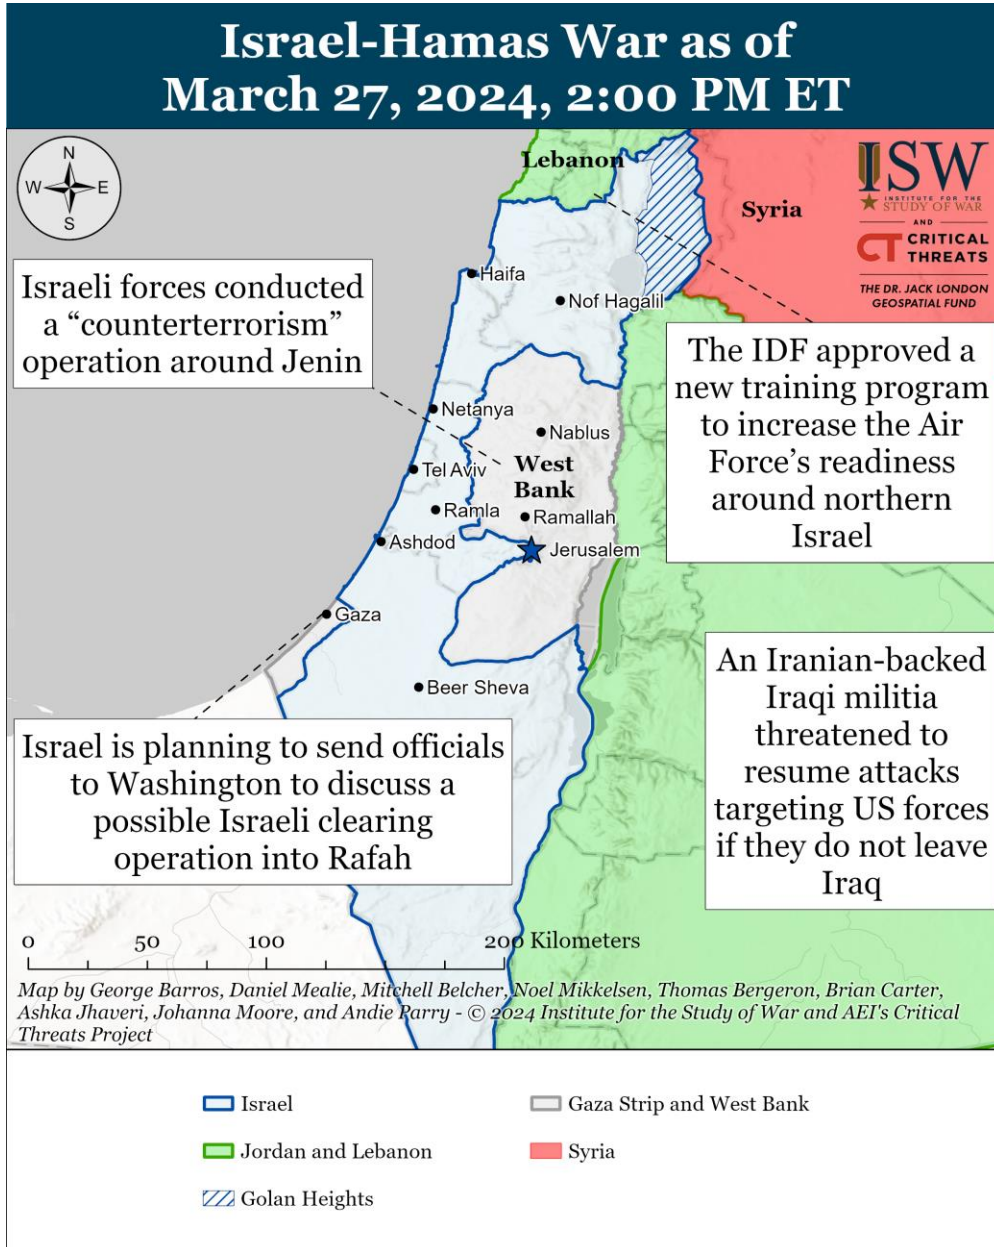 Israel-Hamas War as of
March 27, 2024, 2:00 PM ET
N
W
E
S
Lebanon
Syria
ISW
INSTITUTE FOR THE
STUDY OF WAR
AND
CT CRITICAL
THREATS
THE DR. JACK LONDON
GEOSPATIAL FUND
Israeli forces conducted
a “counterterrorism”
operation around Jenin
Haifa
Nof Hagalil
The IDF approved a
new training program
to increase the Air
Force’s readiness
around northern
Israel
Netanya
Nablus
West
Bank
Tel Aviv
Ramla
Ramallah
Ashdod
Jerusalem
Gaza
Beer Sheva
An Iranian-backed
Iraqi militia
threatened to
resume attacks
targeting US forces
if they do not leave
Iraq
Israel is planning to send officials
to Washington to discuss a
possible Israeli clearing
operation into Rafah
0 50 100 200 Kilometers
Map by George Barros, Daniel Mealie, Mitchell Belcher, Noel Mikkelsen, Thomas Bergeron, Brian Carter,
Ashka Jhaveri, Johanna Moore, and Andie Parry - © 2024 Institute for the Study of War and AEI's Critical
Threats Project
Israel
Gaza Strip and West Bank
Jordan and Lebanon
Syria
Golan Heights